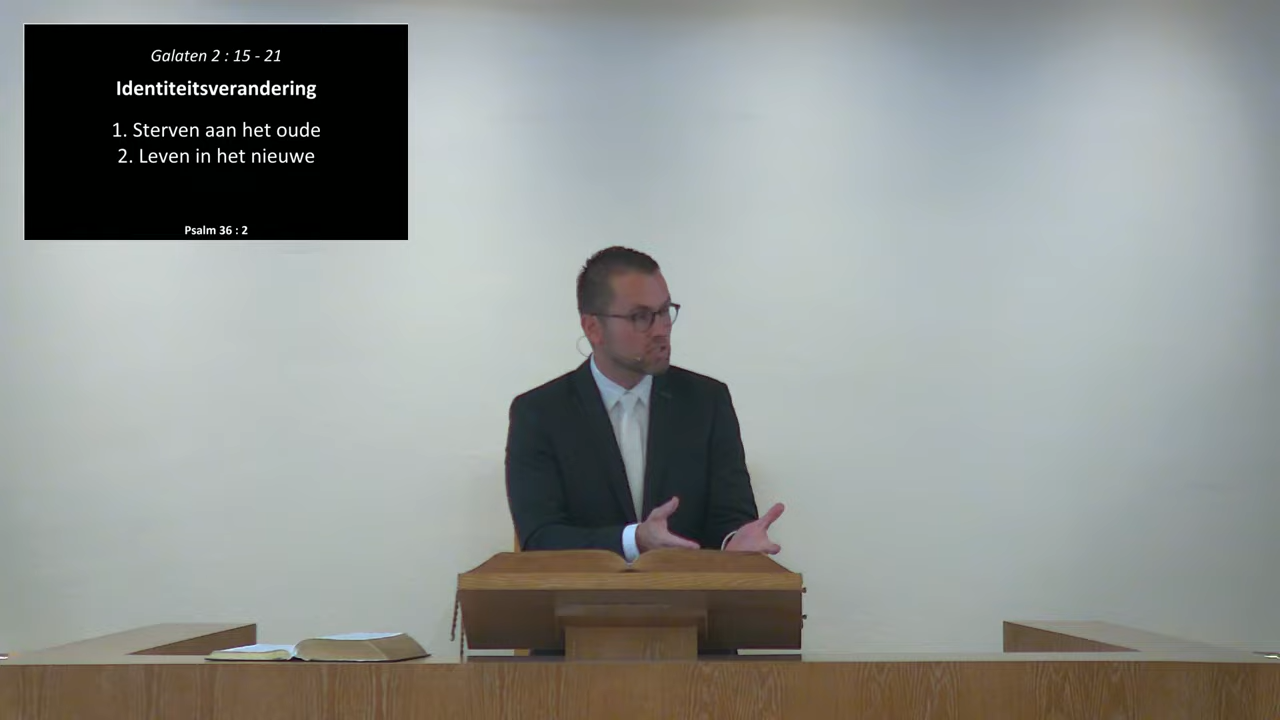 Galaten 2 : 15 - 21
Identiteitsverandering
1. Sterven aan het oude
2. Leven in het nieuwe
Psalm 36 : 2